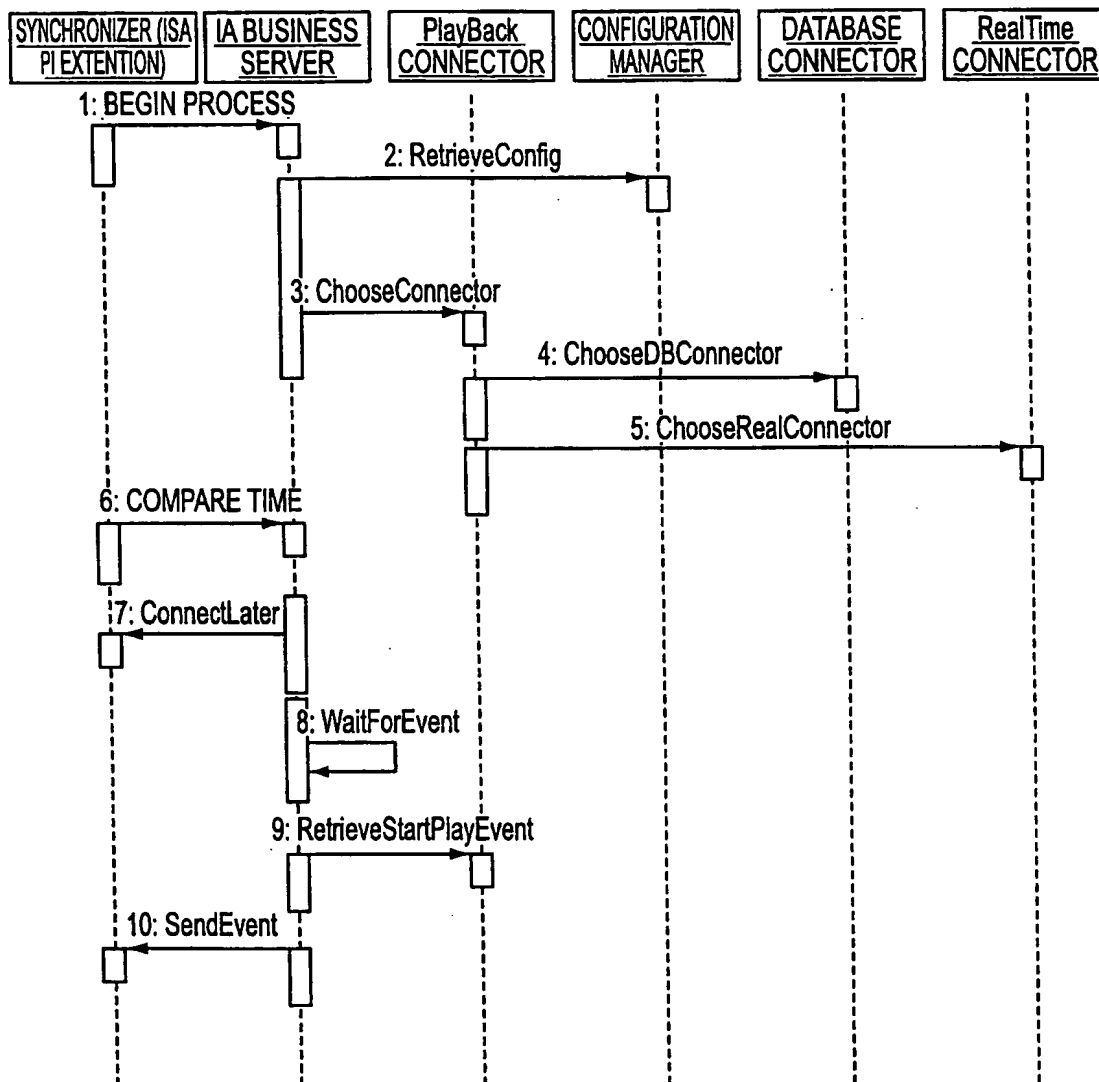 SYNCHRONIZER (ISA
PI EXTENTION)
IA BUSINESS
SERVER
PlayBack
CONNECTOR
CONFIGURATION
MANAGER
DATABASE
CONNECTOR
RealTime
CONNECTOR
1: BEGIN PROCESS
2: RetrieveConfig
3: ChooseConnector
4: ChooseDBConnector
5: ChooseRealConnector
6: COMPARE TIME
7: ConnectLater
8: WaitForEvent
9: RetrieveStartPlayEvent
10: SendEvent